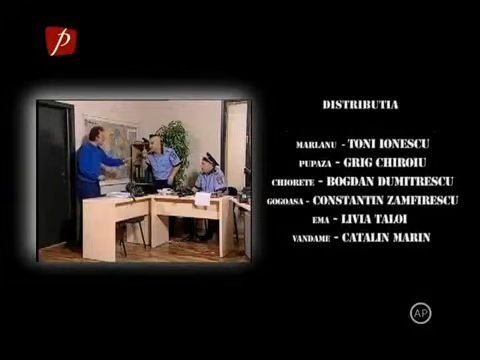 p
DISTRIBUTIA
MARIANU - TONI IONESCU
PUPAZA - GRIG CHIROIU
CHIORETE - BOGDAN DUMITRESCU
GOGOASA - CONSTANTIN ZAMFIRESCU
EMA - LIVIA TALOI
VANDAME - CATALIN MARIN
AP